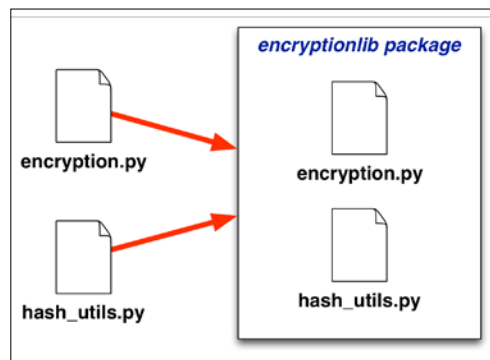 encryptionlib package
encryption.py
encryption.py
hash_utils.py
hash_utils.py